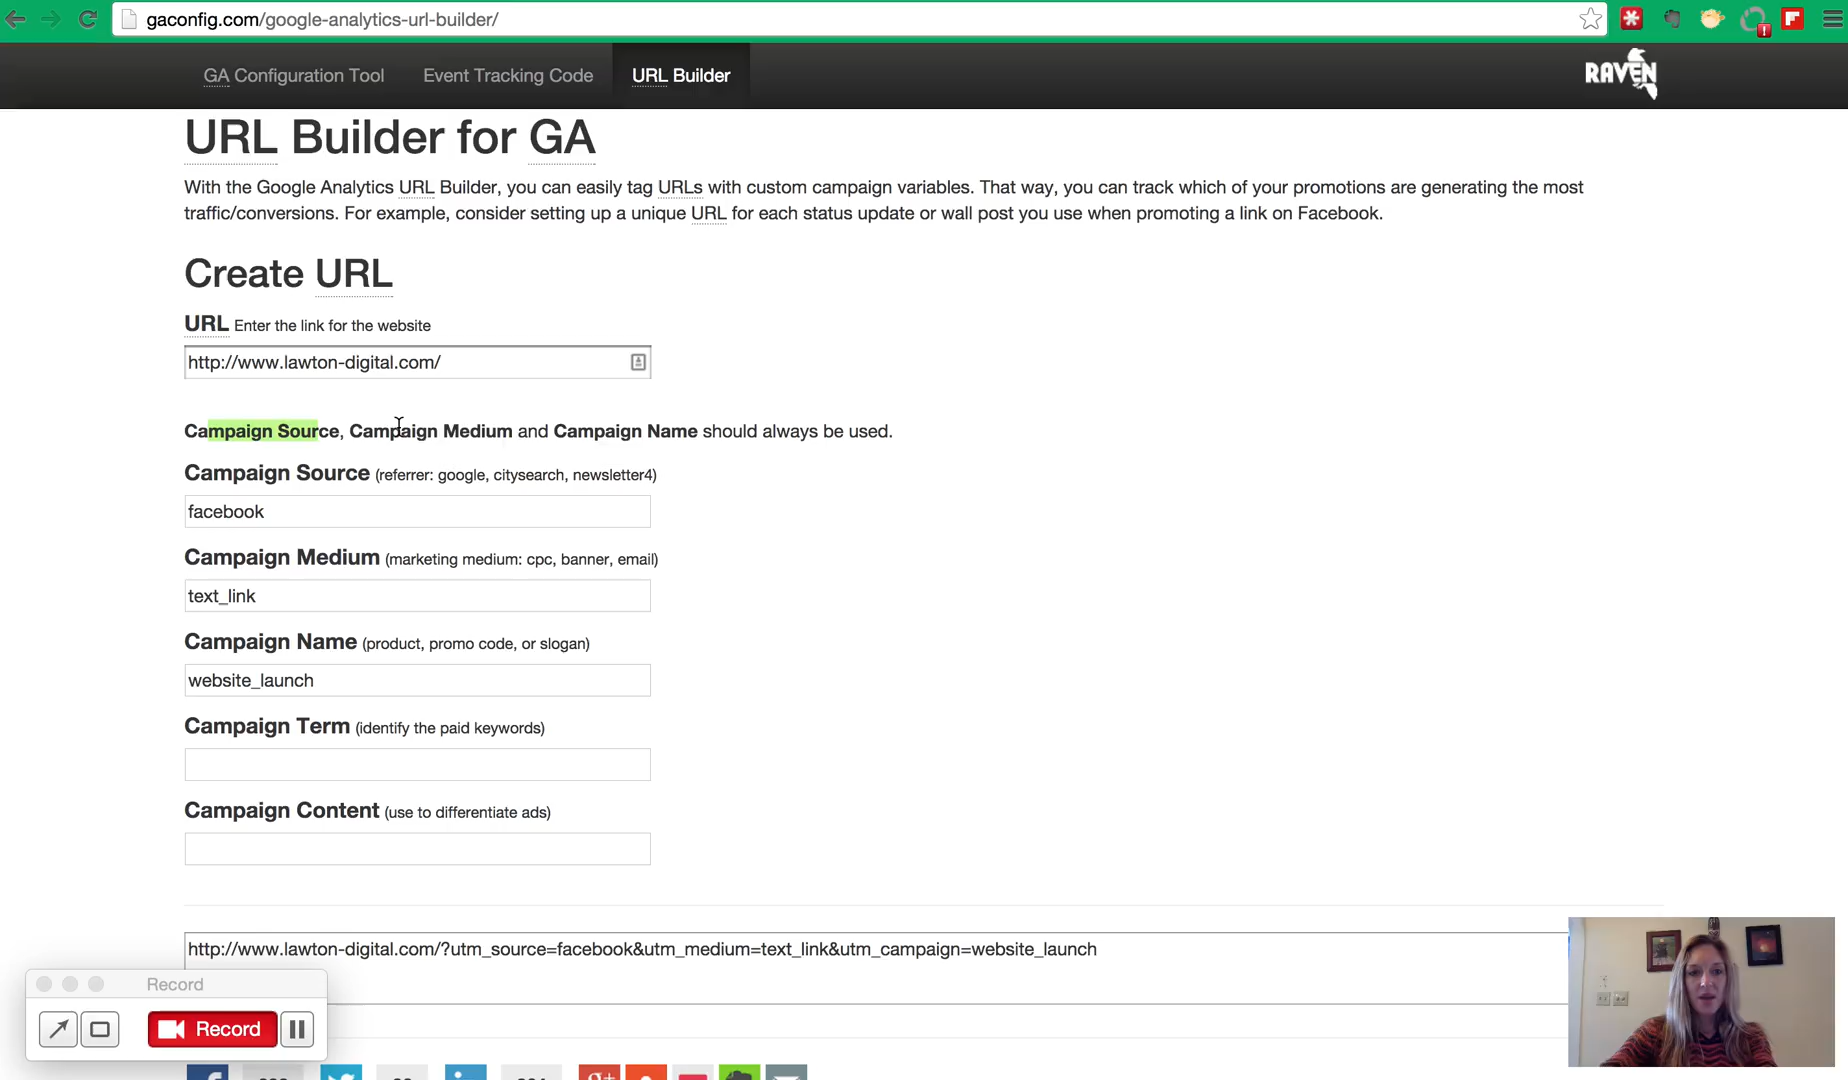 gaconfig.com/google-analytics-url-builder/
GA Configuration Tool Event Tracking Code URL Builder RAVEN
URL Builder for GA
With the Google Analytics URL Builder, you can easily tag URLs with custom campaign variables. That way, you can track which of your promotions are generating the most
traffic/conversions. For example, consider setting up a unique URL for each status update or wall post you use when promoting a link on Facebook.
Create URL
URL Enter the link for the website
http://www.lawton-digital.com/
Campaign Source, Campaign Medium and Campaign Name should always be used.
Campaign Source (referrer: google, citysearch, newsletter4)
facebook
Campaign Medium (marketing medium: cpc, banner, email)
text_link
Campaign Name (product, promo code, or slogan)
website_launch
Campaign Term (identify the paid keywords)
Campaign Content (use to differentiate ads)
http://www.lawton-digital.com/?utm_source=facebook&utm_medium=text_link&utm_campaign=website_launch
Record
Record